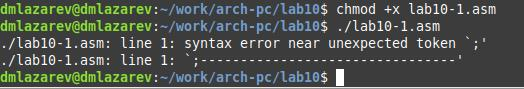 dmlazarev@dmlazarev:~/work/arch-pc/lab10$ chmod +x lab10-1.asm
dmlazarev@dmlazarev:~/work/arch-pc/lab10$ ./lab10-1.asm
./lab10-1.asm: line 1: syntax error near unexpected token `;'
./lab10-1.asm: line 1: `;--------------------------------'
dmlazarev@dmlazarev:~/work/arch-pc/lab10$